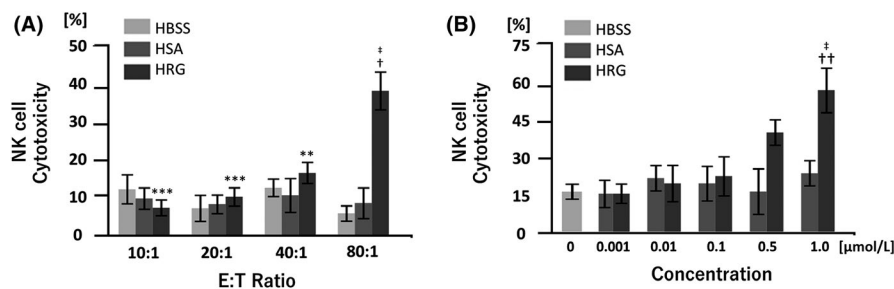 (A)
[%]
HBSS
HSA
HRG
50
40
30
20
10
0
NK cell
Cytotoxicity
***
***
**
‡
†
10:1 20:1 40:1 80:1
E:T Ratio
(B)
[%]
HBSS
HSA
HRG
75
60
45
30
15
0
NK cell
Cytotoxicity
‡
††
0 0.001 0.01 0.1 0.5 1.0 [μmol/L]
Concentration